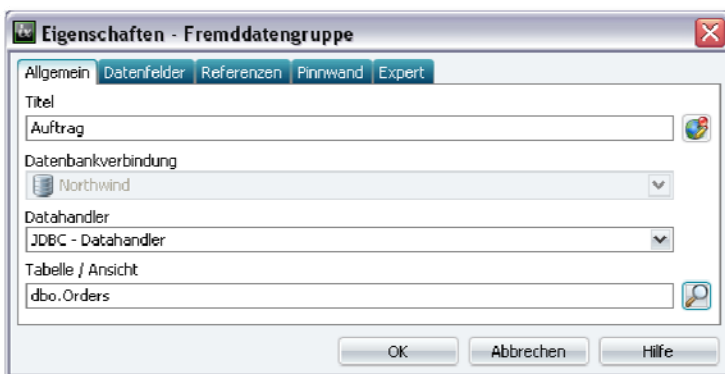 Eigenschaften - Fremddatengruppe
Allgemein Datenfelder Referenzen Pinnwand Expert
Titel
Auftrag
Datenbankverbindung
Northwind
Datahandler
JDBC - Datahandler
Tabelle / Ansicht
dbo.Orders
OK Abbrechen Hilfe